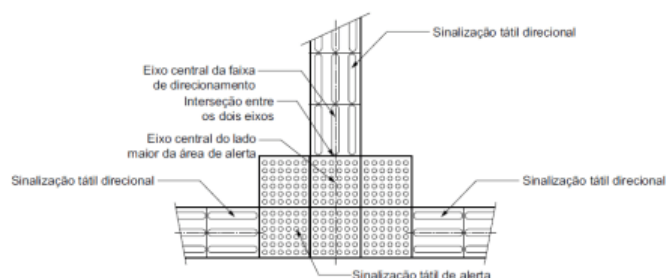 Sinalização tátil direcional
Eixo central da faixa
de direcionamento
Interseção entre
os dois eixos
Eixo central do lado
maior da área de alerta
Sinalização tátil direcional
Sinalização tátil direcional
Sinalização tátil de alerta